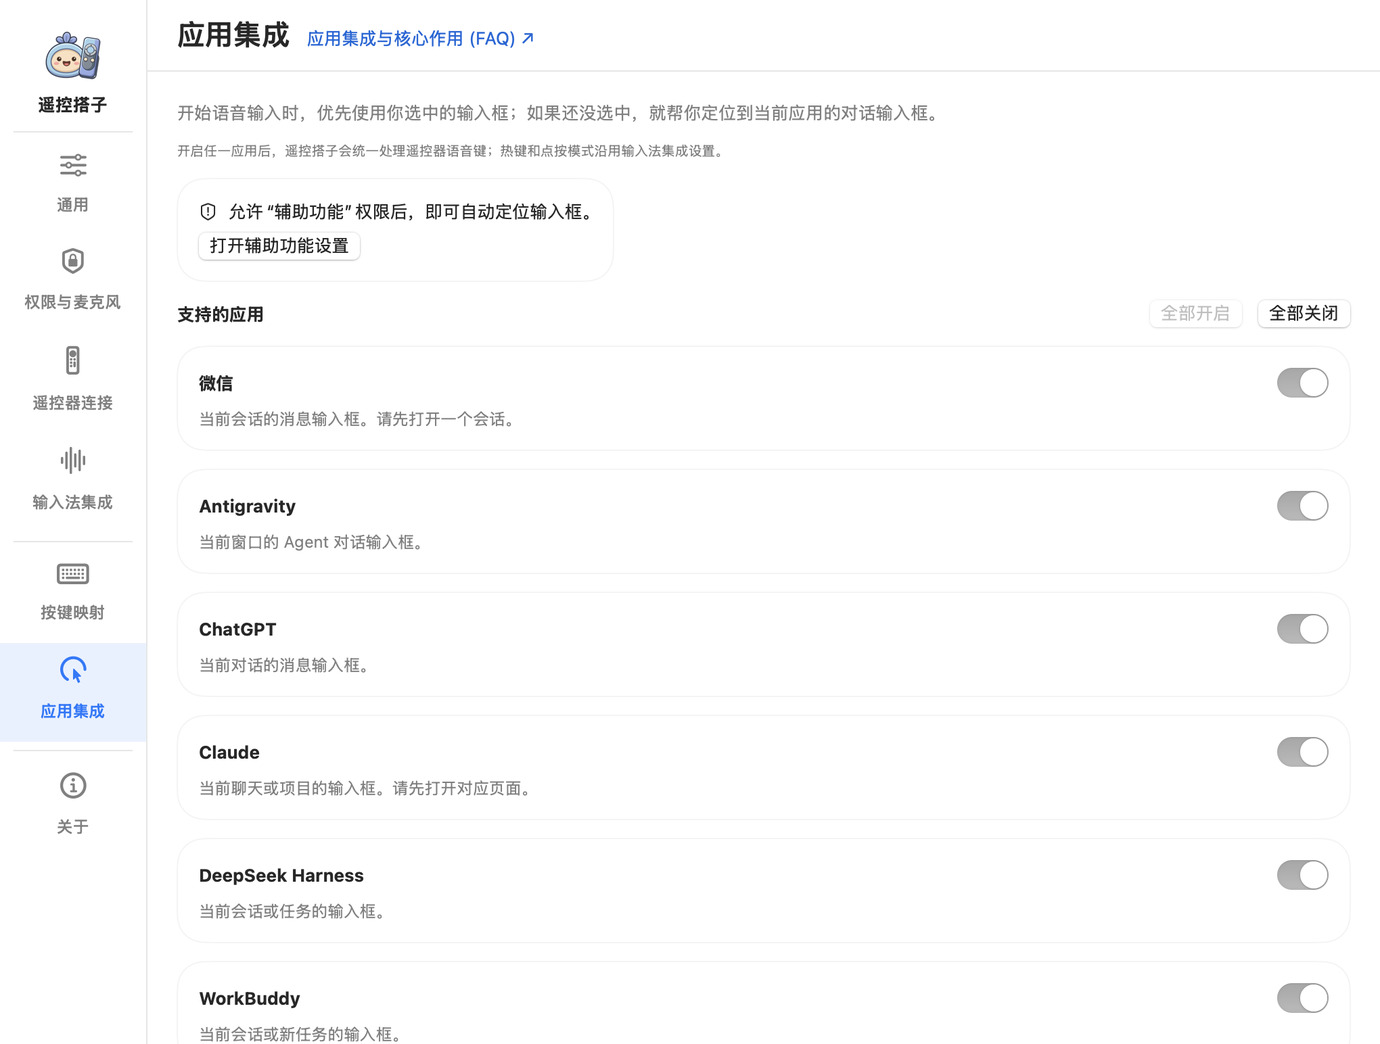 遥控搭子
通用
权限与麦克风
遥控器连接
输入法集成
按键映射
应用集成
关于
应用集成
应用集成与核心作用 (FAQ) ↗
开始语音输入时，优先使用你选中的输入框；如果还没选中，就帮你定位到当前应用的对话输入框。
开启任一应用后，遥控搭子会统一处理遥控器语音键；热键和点按模式沿用输入法集成设置。
允许 “辅助功能” 权限后，即可自动定位输入框。
打开辅助功能设置
支持的应用
全部开启
全部关闭
微信
当前会话的消息输入框。请先打开一个会话。
Antigravity
当前窗口的 Agent 对话输入框。
ChatGPT
当前对话的消息输入框。
Claude
当前聊天或项目的输入框。请先打开对应页面。
DeepSeek Harness
当前会话或任务的输入框。
WorkBuddy
当前会话或新任务的输入框。